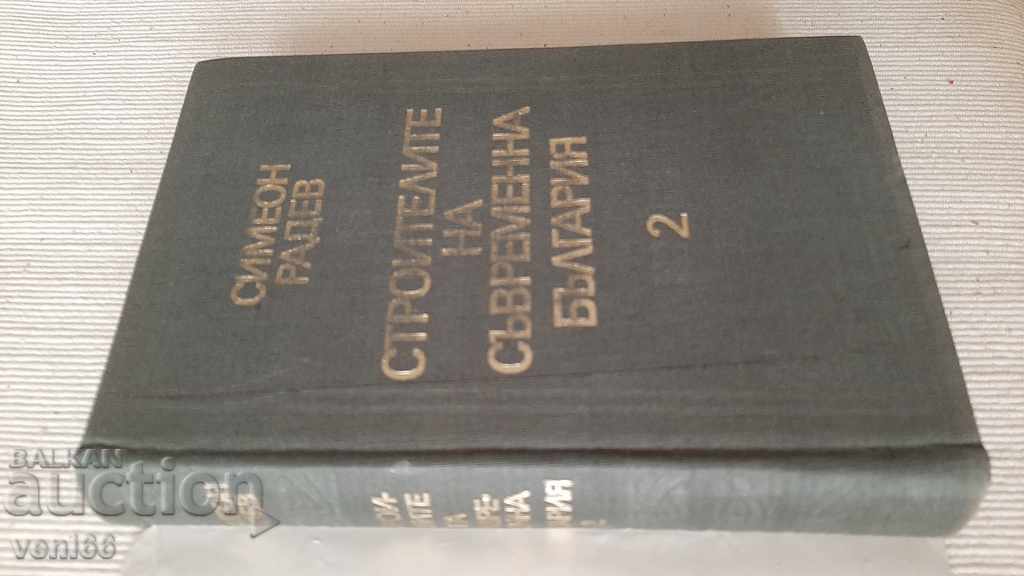 СИМЕОН
РАДЕВ
СТРОИТЕЛИТЕ
НА
СЪВРЕМЕННА
БЪЛГАРИЯ
2
BALKAN
auction
veni66